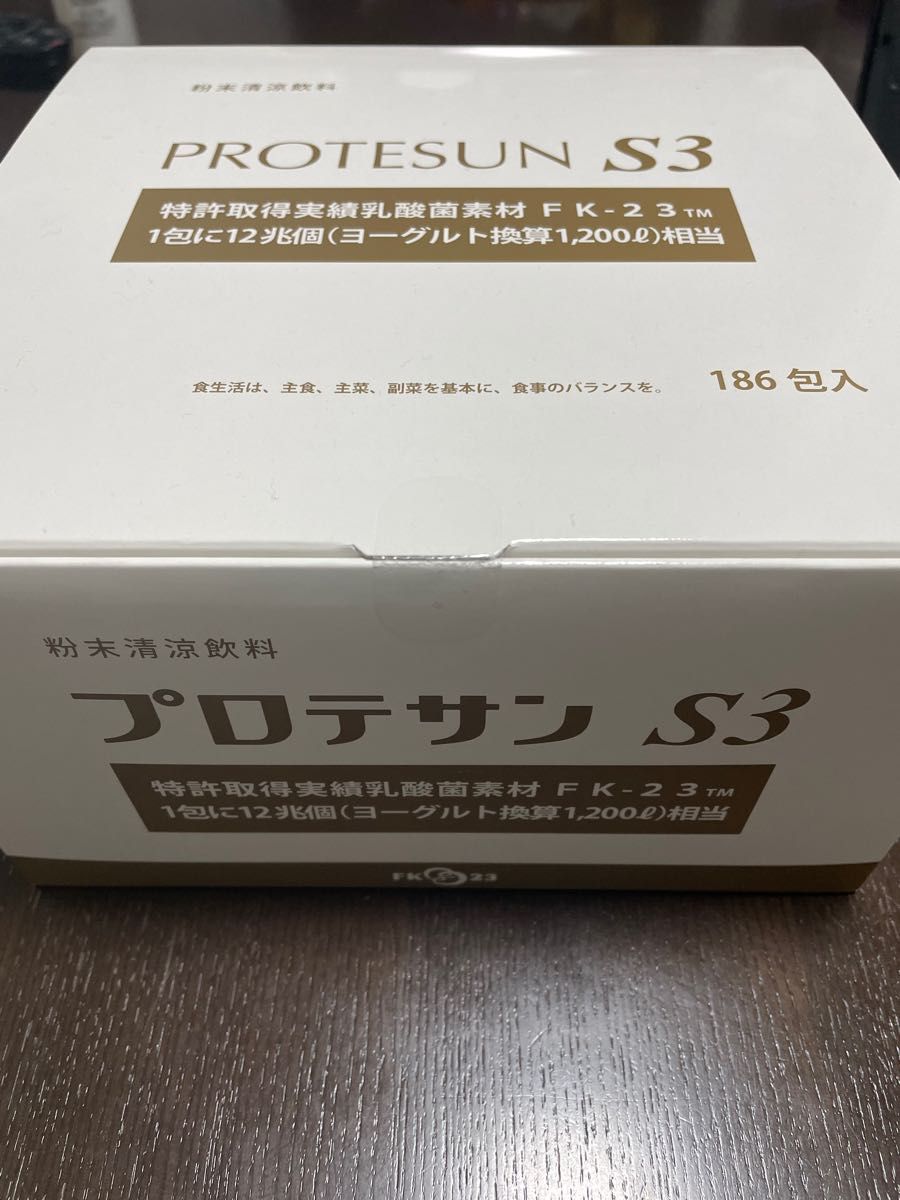 粉末清涼飲料
PROTESUN S3
特許取得実績乳酸菌素材 ＦＫ-２３™
1包に12兆個(ヨーグルト換算1,200ℓ)相当
食生活は、主食、主菜、副菜を基本に、食事のバランスを。
186 包入
粉末清涼飲料
プロテサン S3
特許取得実績乳酸菌素材 ＦＫ-２３™
1包に12兆個(ヨーグルト換算1,200ℓ)相当
FK 23